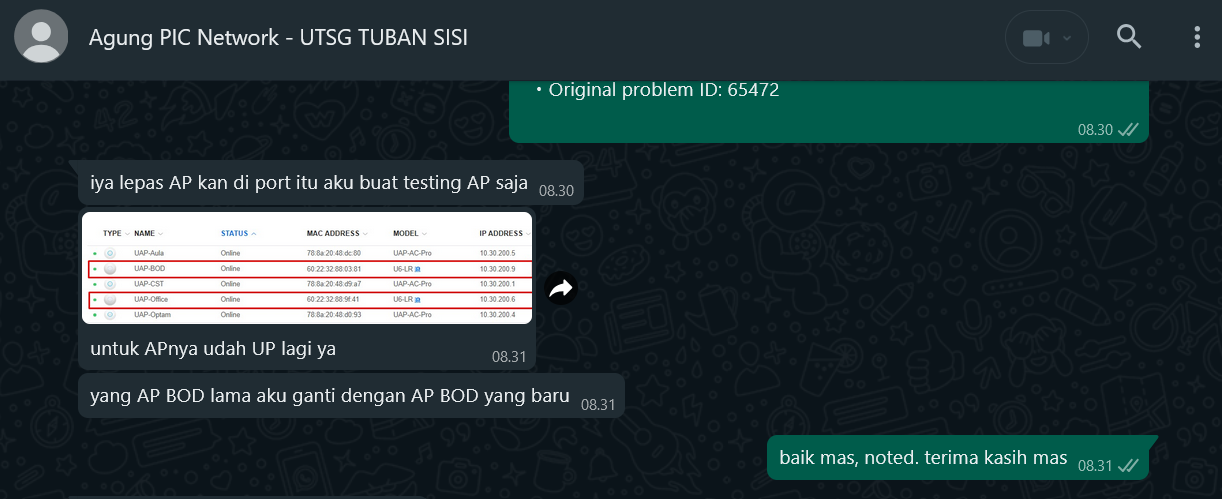 Agung PIC Network - UTSG TUBAN SISI
• Original problem ID: 65472
08.30
iya lepas AP kan di port itu aku buat testing AP saja 08.30
TYPE NAME STATUS MAC ADDRESS MODEL IP ADDRESS
UAP-Aula Online 78:8a:20:48:dc:80 UAP-AC-Pro 10.30.200.5
UAP-BOD Online 60:22:32:88:03:81 U6-LR 10.30.200.9
UAP-CST Online 78:8a:20:48:d9:a7 UAP-AC-Pro 10.30.200.1
UAP-Office Online 60:22:32:88:9f:41 U6-LR 10.30.200.6
UAP-Optam Online 78:8a:20:48:d0:93 UAP-AC-Pro 10.30.200.4
untuk APnya udah UP lagi ya 08.31
yang AP BOD lama aku ganti dengan AP BOD yang baru 08.31
baik mas, noted. terima kasih mas 08.31